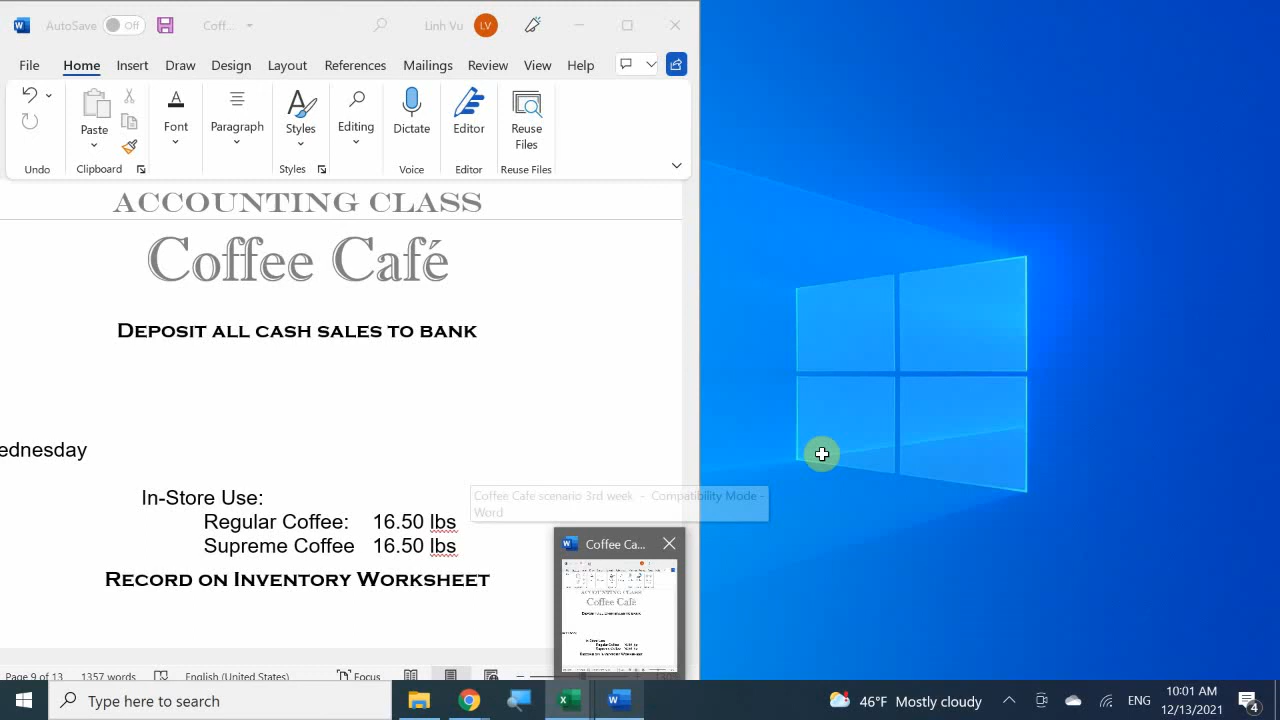 AutoSave Off Coff... Linh Vu LV
File Home Insert Draw Design Layout References Mailings Review View Help
Paste Font Paragraph Styles Editing Dictate Editor Reuse Files
Undo Clipboard Styles Voice Editor Reuse Files
ACCOUNTING CLASS
Coffee Café
DEPOSIT ALL CASH SALES TO BANK
ednesday
In-Store Use:
Regular Coffee: 16.50 lbs
Supreme Coffee 16.50 lbs
RECORD ON INVENTORY WORKSHEET
Coffee Cafe scenario 3rd week - Compatibility Mode -
Word
Coffee Ca...
Page 9 of 13 1357 words English (United States) Focus
Type here to search
46°F Mostly cloudy ENG
10:01 AM
12/13/2021
4